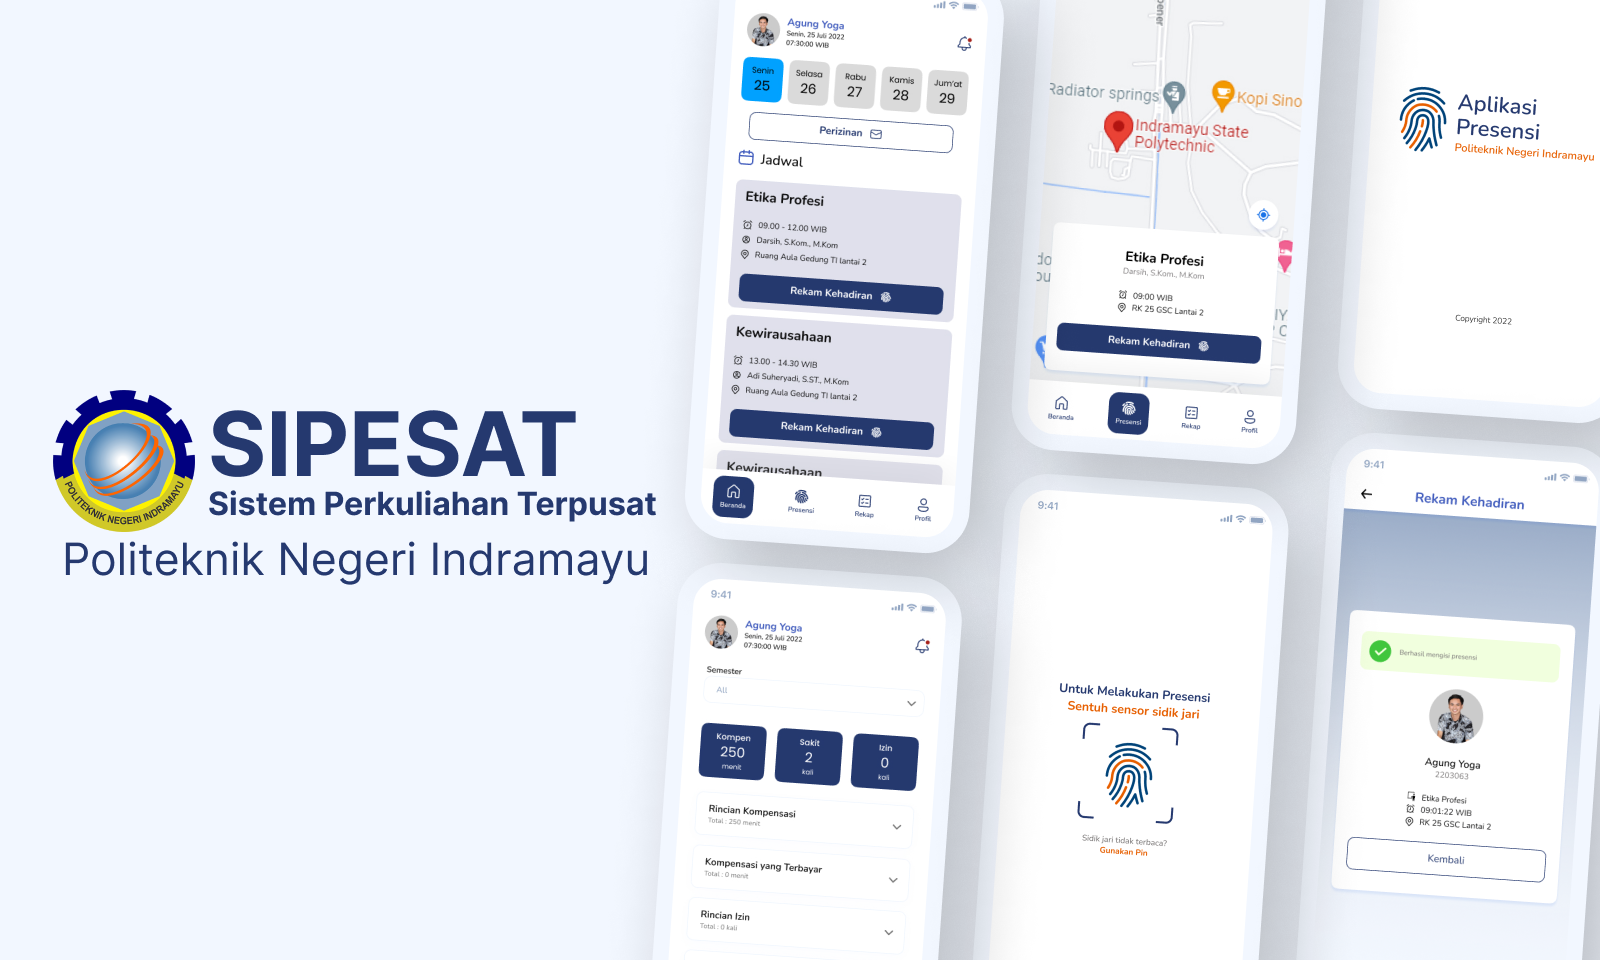 POLITEKNIK NEGERI INDRAMAYU
SIPESAT
Sistem Perkuliahan Terpusat
Politeknik Negeri Indramayu
Agung Yoga
Senin, 25 Juli 2022
07:30:00 WIB
Senin
25
Selasa
26
Rabu
27
Kamis
28
Jum'at
29
Perizinan
Jadwal
Etika Profesi
09.00 - 12.00 WIB
Darsih, S.Kom., M.Kom
Ruang Aula Gedung TI lantai 2
Rekam Kehadiran
Kewirausahaan
13.00 - 14.30 WIB
Adi Suheryadi, S.ST., M.Kom
Ruang Aula Gedung TI lantai 2
Rekam Kehadiran
Kewirausahaan
Beranda
Presensi
Rekap
Profil
Radiator springs
Kopi Sino
Indramayu State
Polytechnic
Etika Profesi
Darsih, S.Kom., M.Kom
09:00 WIB
RK 25 GSC Lantai 2
Rekam Kehadiran
Beranda
Presensi
Rekap
Profil
Aplikasi
Presensi
Politeknik Negeri Indramayu
Copyright 2022
9:41
Agung Yoga
Senin, 25 Juli 2022
07:30:00 WIB
Semester
All
Kompen
250
menit
Sakit
2
kali
Izin
0
kali
Rincian Kompensasi
Total : 250 menit
Kompensasi yang Terbayar
Total : 0 menit
Rincian Izin
Total : 0 kali
9:41
Untuk Melakukan Presensi
Sentuh sensor sidik jari
Sidik jari tidak terbaca?
Gunakan Pin
9:41
Rekam Kehadiran
Berhasil mengisi presensi
Agung Yoga
2203063
Etika Profesi
09:01:22 WIB
RK 25 GSC Lantai 2
Kembali